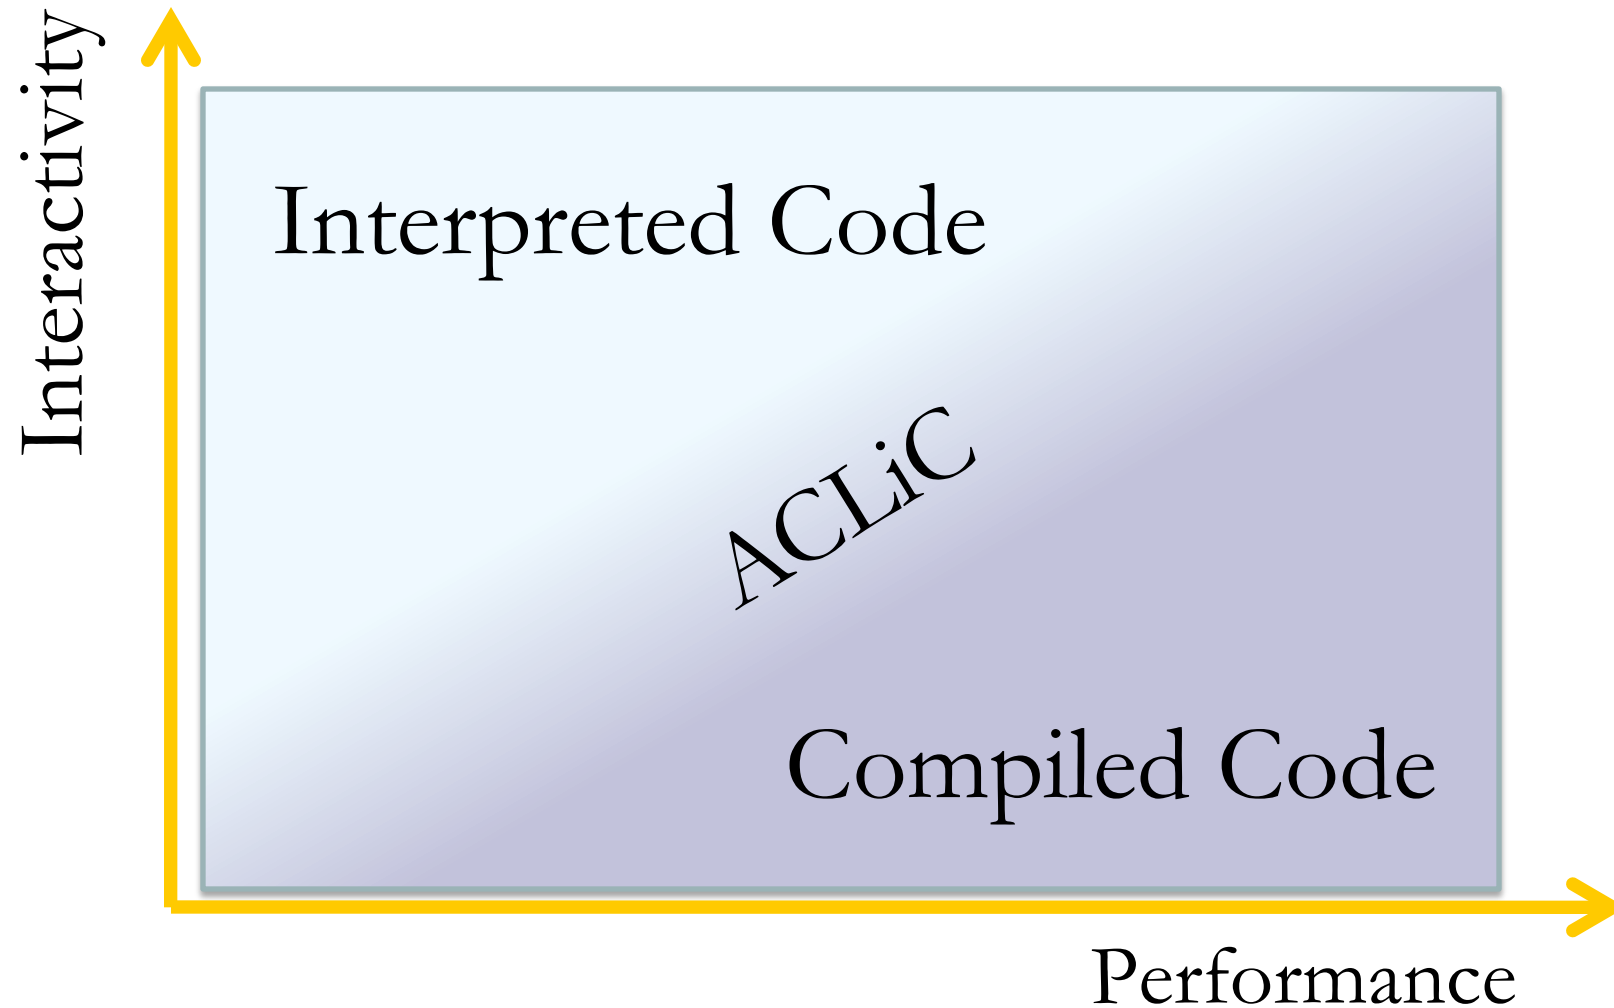 Interactivity
Interpreted Code
ACLiC
Compiled Code
Performance